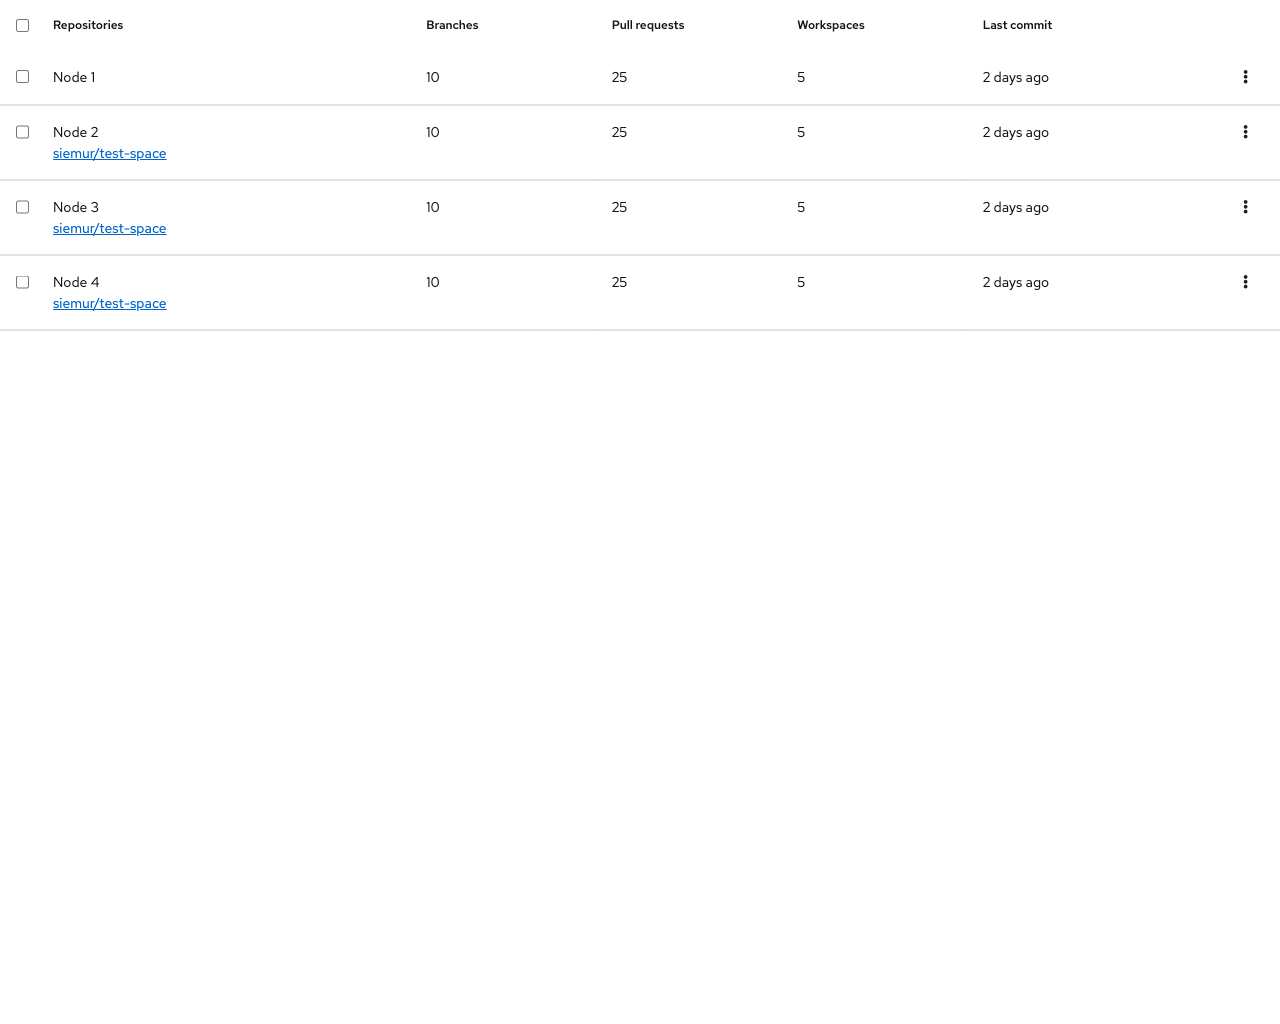 Repositories Branches Pull requests Workspaces Last commit
Node 1 10 25 5 2 days ago
Node 2 10 25 5 2 days ago
siemur/test-space
Node 3 10 25 5 2 days ago
siemur/test-space
Node 4 10 25 5 2 days ago
siemur/test-space